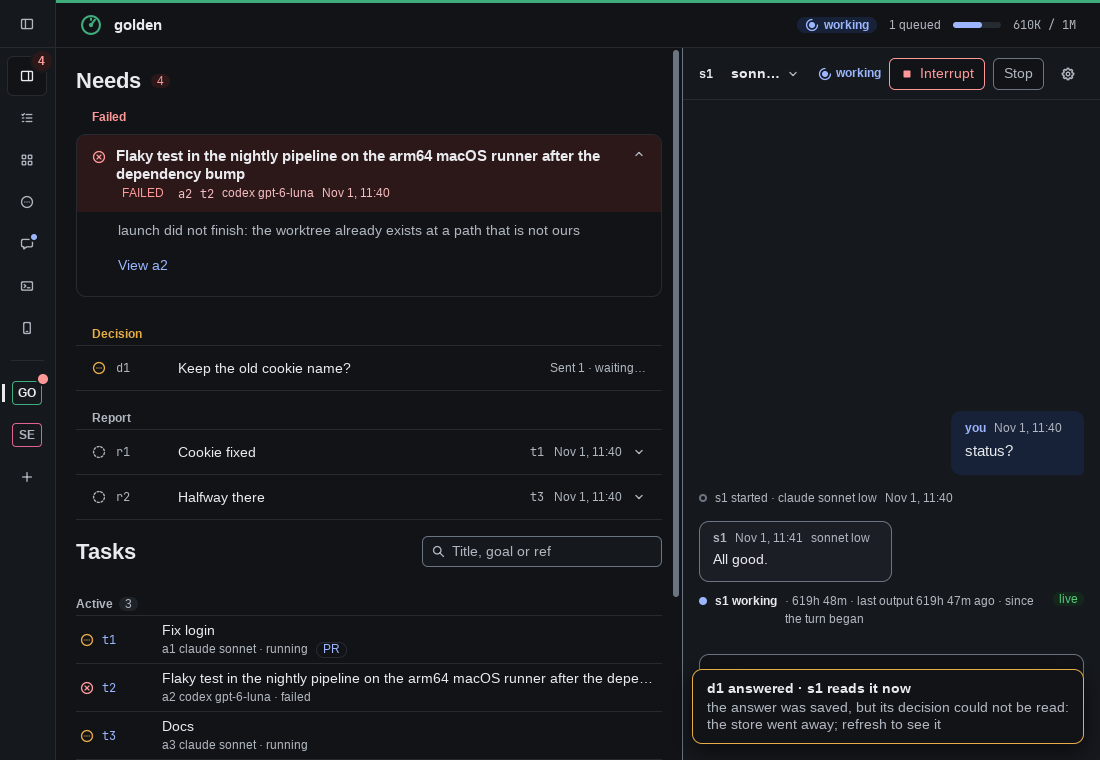 golden
working 1 queued 610K / 1M
4
Needs 4
Failed
Flaky test in the nightly pipeline on the arm64 macOS runner after the
dependency bump
FAILED a2 t2 codex gpt-6-luna Nov 1, 11:40
launch did not finish: the worktree already exists at a path that is not ours
View a2
Decision
d1 Keep the old cookie name? Sent 1 · waiting…
Report
r1 Cookie fixed t1 Nov 1, 11:40
r2 Halfway there t3 Nov 1, 11:40
Tasks
Title, goal or ref
Active 3
t1 Fix login
a1 claude sonnet · running PR
t2 Flaky test in the nightly pipeline on the arm64 macOS runner after the depe…
a2 codex gpt-6-luna · failed
t3 Docs
a3 claude sonnet · running
GO
SE
s1 sonn… working Interrupt Stop
you Nov 1, 11:40
status?
s1 started · claude sonnet low Nov 1, 11:40
s1 Nov 1, 11:41 sonnet low
All good.
s1 working · 619h 48m · last output 619h 47m ago · since live
the turn began
d1 answered · s1 reads it now
the answer was saved, but its decision could not be read:
the store went away; refresh to see it